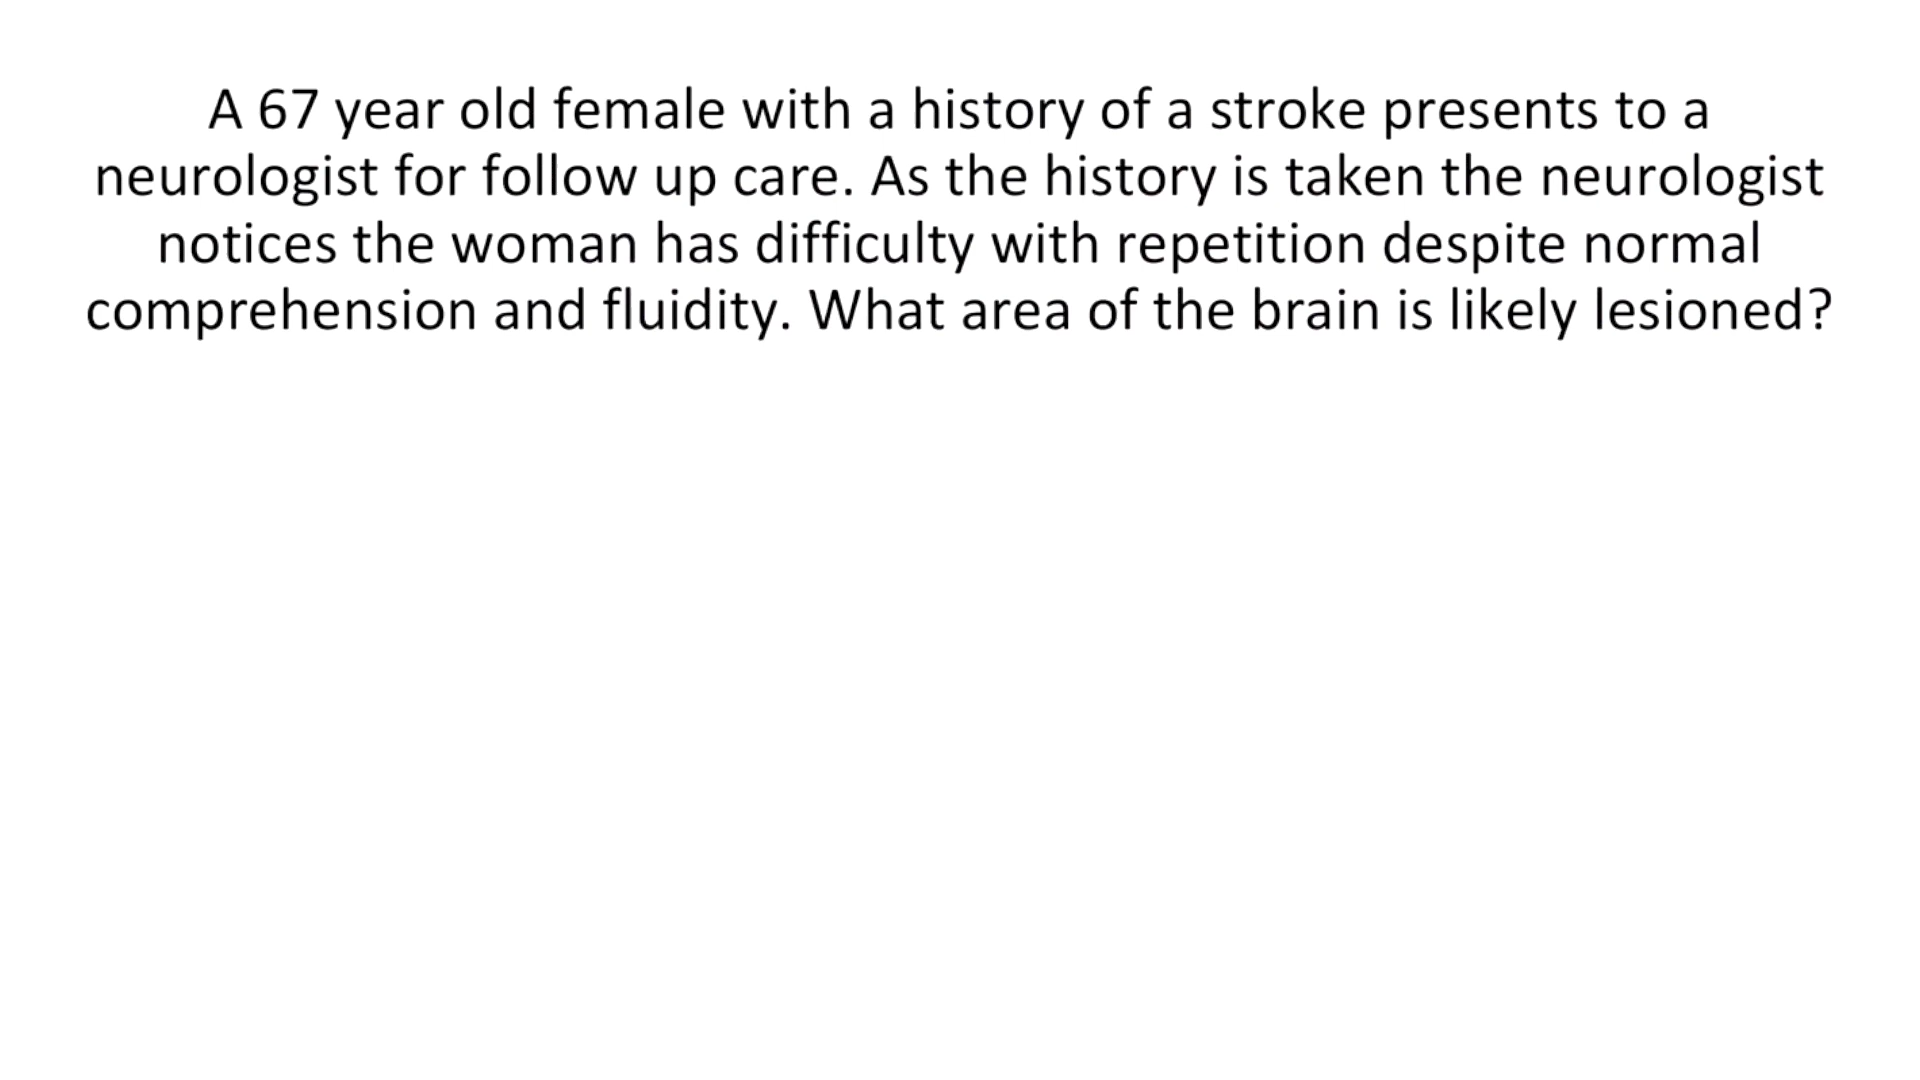 A 67 year old female with a history of a stroke presents to a
neurologist for follow up care. As the history is taken the neurologist
notices the woman has difficulty with repetition despite normal
comprehension and fluidity. What area of the brain is likely lesioned?